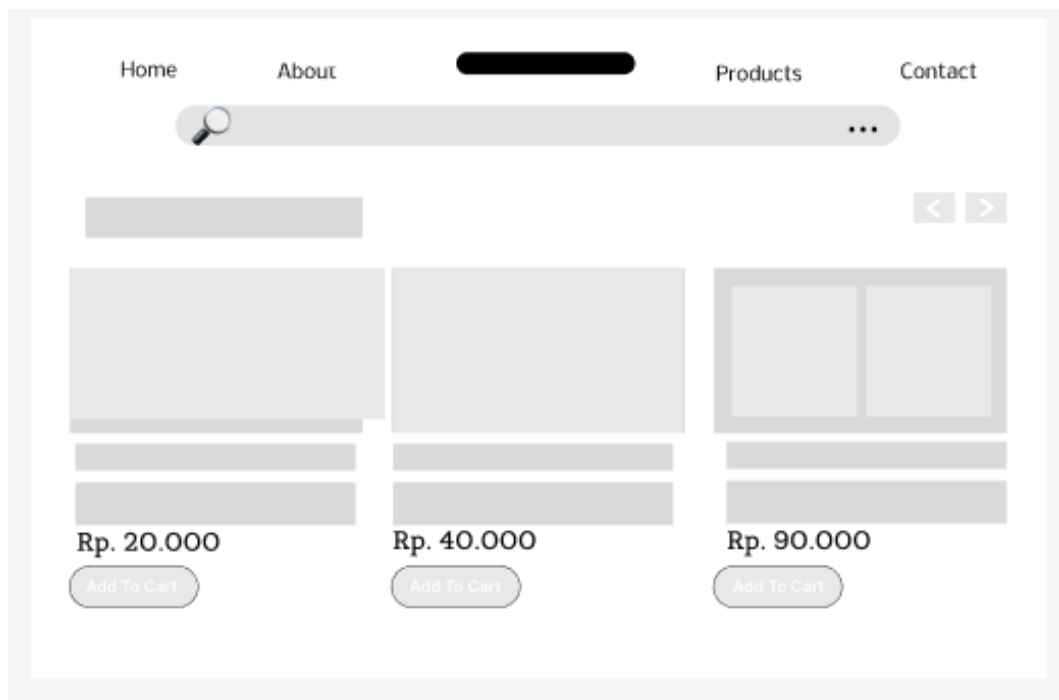 Home About Products Contact
Rp. 20.000 Rp. 40.000 Rp. 90.000
Add To Cart Add To Cart Add To Cart